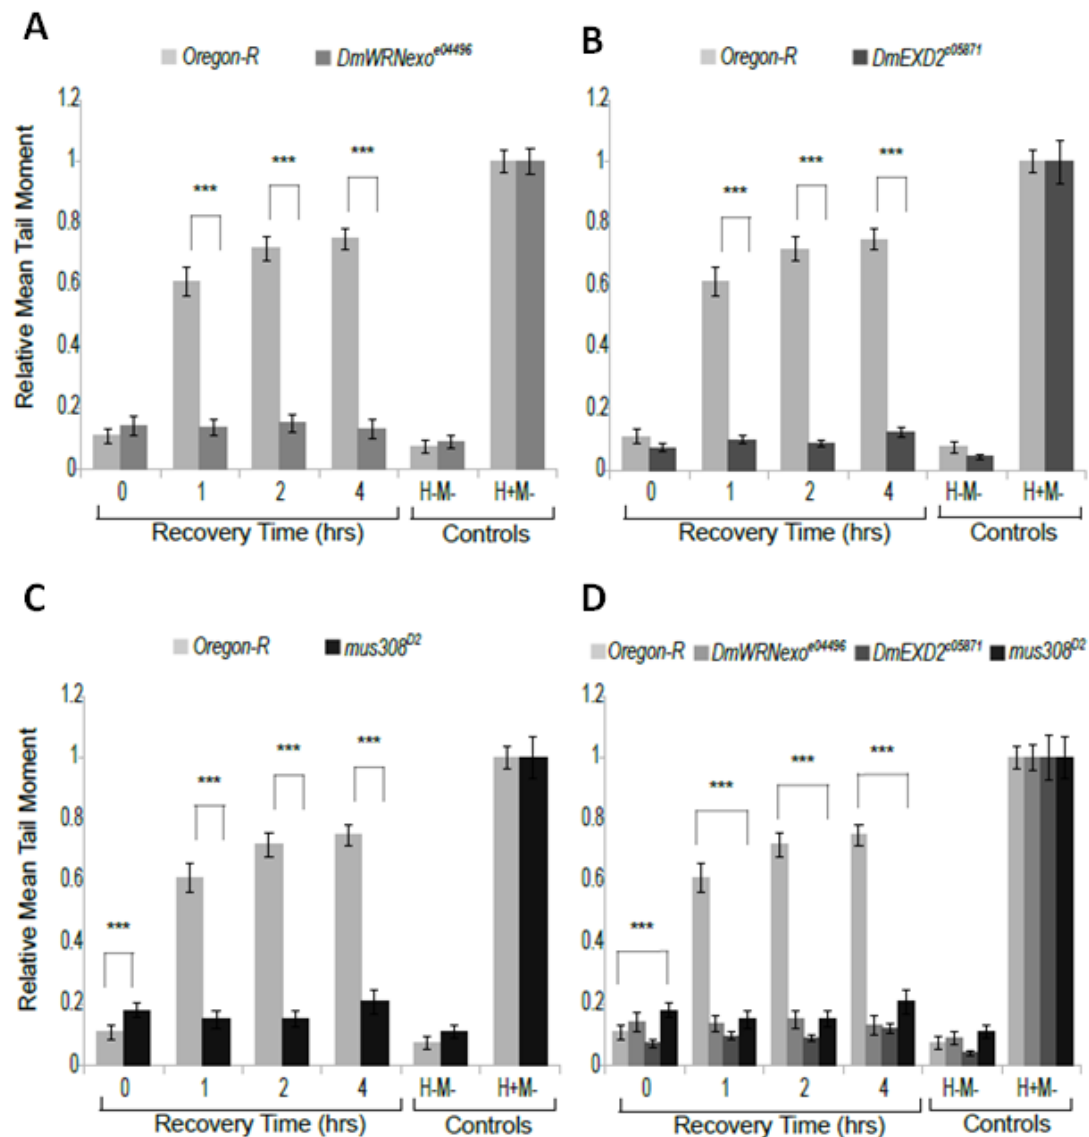 A
Oregon-R DmWRNexo^e04496
Relative Mean Tail Moment
1.2
1
0.8
0.6
0.4
0.2
0
*** *** ***
0 1 2 4 H-M- H+M-
Recovery Time (hrs) Controls
B
Oregon-R DmEXD2^c05871
1.2
1
0.8
0.6
0.4
0.2
0
*** *** ***
0 1 2 4 H-M- H+M-
Recovery Time (hrs) Controls
C
Oregon-R mus308^D2
Relative Mean Tail Moment
1.2
1
0.8
0.6
0.4
0.2
0
*** *** *** ***
0 1 2 4 H-M- H+M-
Recovery Time (hrs) Controls
D
Oregon-R DmWRNexo^e04496 DmEXD2^c05871 mus308^D2
1.2
1
0.8
0.6
0.4
0.2
0
*** *** *** ***
0 1 2 4 H-M- H+M-
Recovery Time (hrs) Controls